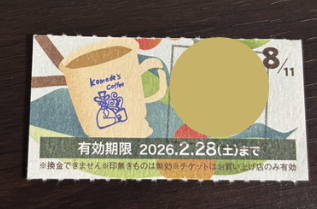 Komeda's
Coffee
8/11
有効期限 2026.2.28(土)まで
※換金できません※印無きものは無効※チケットはお買い上げ店のみ有効